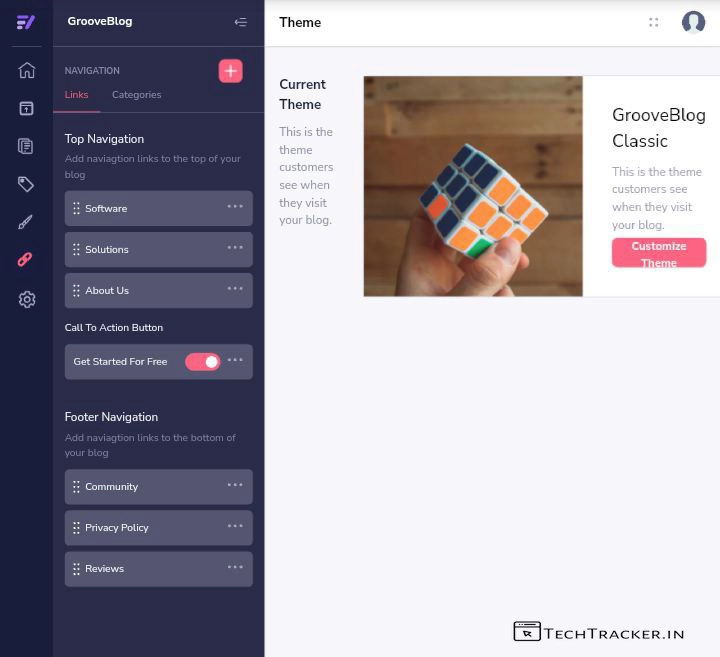 GrooveBlog
NAVIGATION
Links
Categories
Top Navigation
Add naviagtion links to the top of your
blog
Software
Solutions
About Us
Call To Action Button
Get Started For Free
Footer Navigation
Add naviagtion links to the bottom of
your blog
Community
Privacy Policy
Reviews
Theme
Current
Theme
This is the
theme
customers
see when
they visit
your blog.
GrooveBlog
Classic
This is the theme
customers see
when they visit
your blog.
Customize
Theme
TECHTRACKER.IN